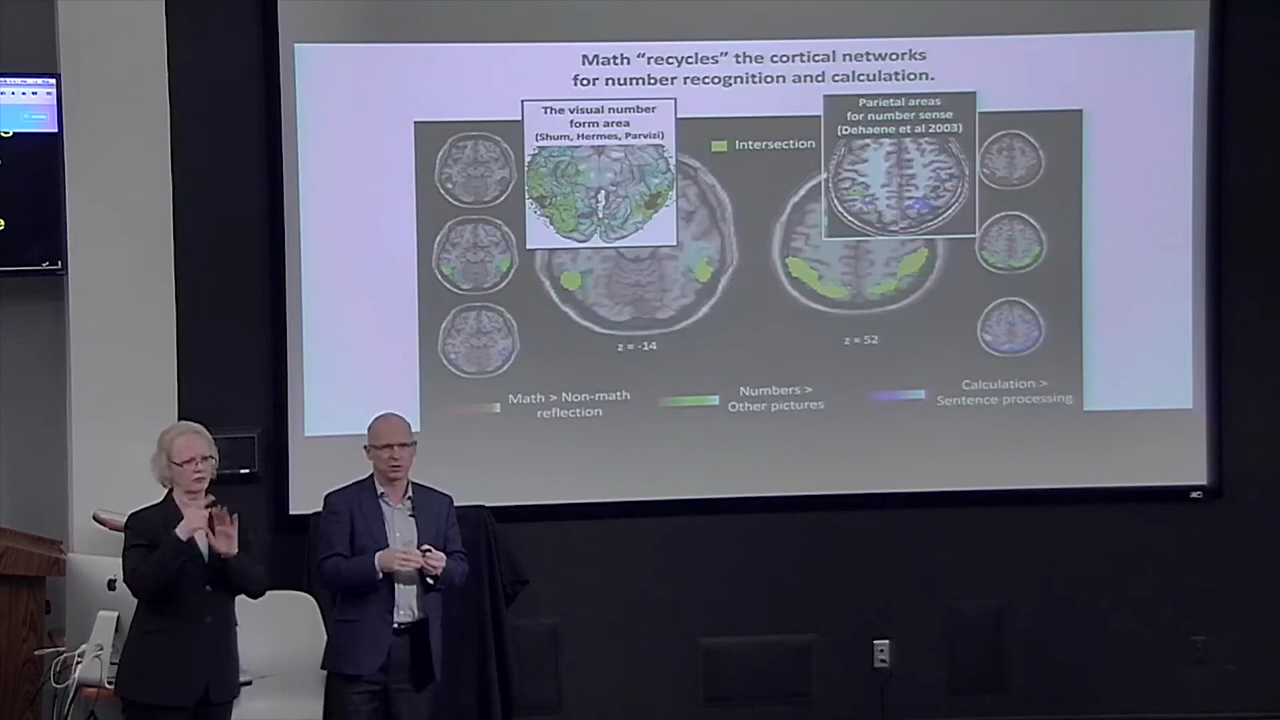 Math “recycles” the cortical networks
for number recognition and calculation.
The visual number
form area
(Shum, Hermes, Parvizi)
Intersection
Parietal areas
for number sense
(Dehaene et al 2003)
z = -14
z = 52
Math > Non-math
reflection
Numbers >
Other pictures
Calculation >
Sentence processing